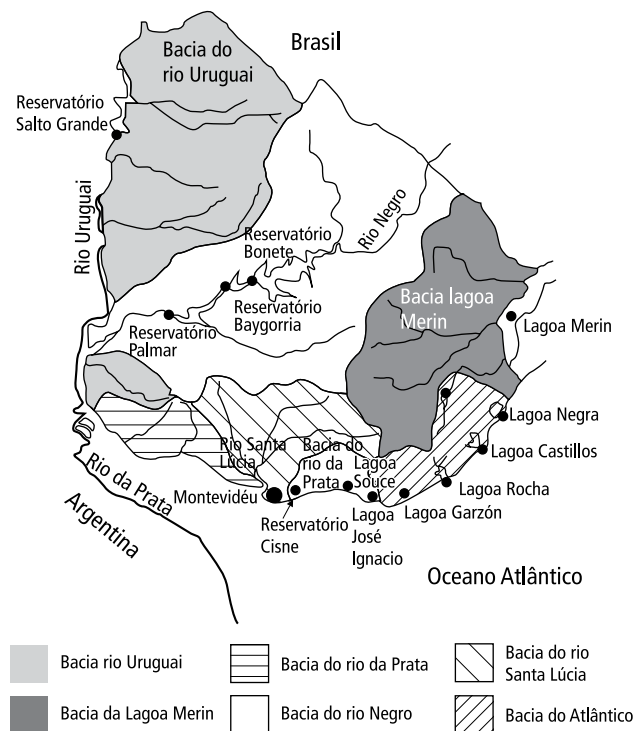 Brasil
Bacia do
rio Uruguai
Reservatório
Salto Grande
Rio Uruguai
Rio Negro
Reservatório
Bonete
Reservatório
Baygorria
Reservatório
Palmar
Bacia lagoa
Merin
Lagoa Merin
Lagoa Negra
Lagoa Castillos
Lagoa Rocha
Lagoa Garzón
Rio Santa
Lúcia
Bacia do
rio da
Prata
Lagoa
Souce
Montevidéu
Reservatório
Cisne
Lagoa
José
Ignacio
Rio da Prata
Argentina
Oceano Atlântico
Bacia rio Uruguai
Bacia do rio da Prata
Bacia do rio
Santa Lúcia
Bacia da Lagoa Merin
Bacia do rio Negro
Bacia do Atlântico